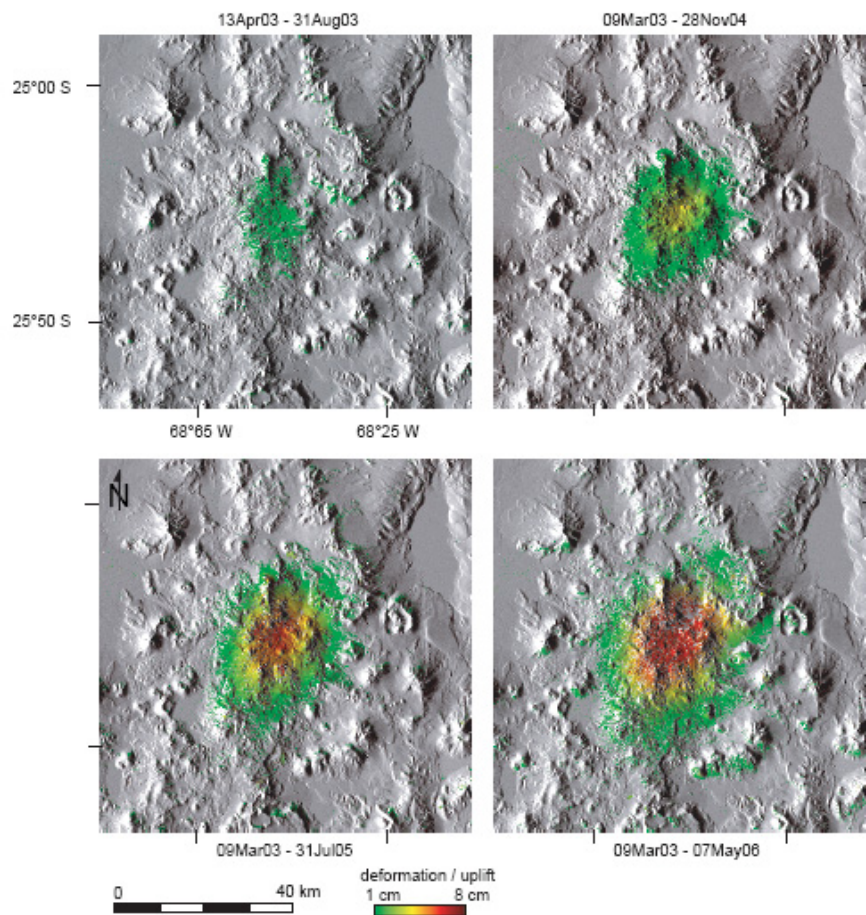 13Apr03 - 31Aug03
09Mar03 - 28Nov04
25°00 S
25°50 S
68°65 W
68°25 W
N
09Mar03 - 31Jul05
09Mar03 - 07May06
deformation / uplift
0
40 km
1 cm
8 cm